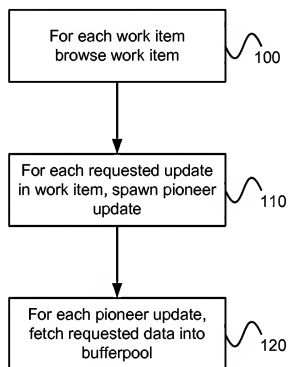 For each work item
browse work item
100
For each requested update
in work item, spawn pioneer
update
110
For each pioneer update,
fetch requested data into
bufferpool
120